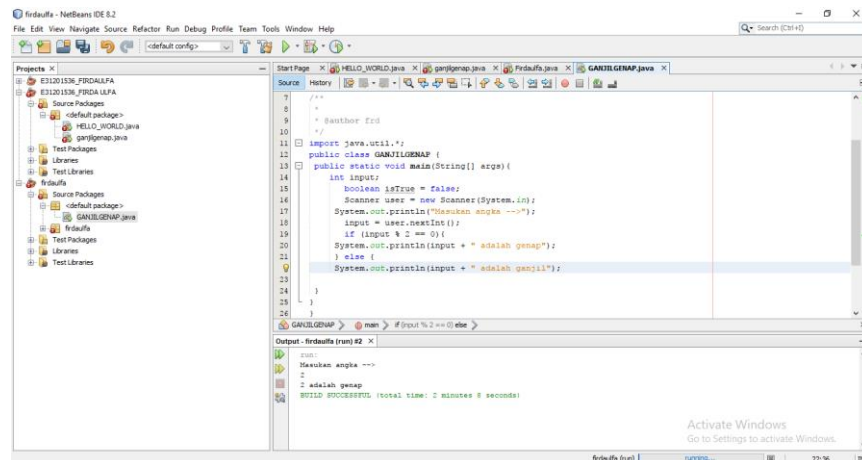 firdaulfa - NetBeans IDE 8.2
File Edit View Navigate Source Refactor Run Debug Profile Team Tools Window Help
Search (Ctrl+I)
<default config>
Projects
E31201536_FIRDAULFA
E31201536_FIRDA ULFA
Source Packages
<default package>
HELLO_WORLD.java
ganjilgenap.java
Test Packages
Libraries
Test Libraries
firdaulfa
Source Packages
<default package>
GANJILGENAP.java
firdaulfa
Test Packages
Libraries
Test Libraries
Start Page HELLO_WORLD.java ganjilgenap.java Firdaulfa.java GANJILGENAP.java
Source History
7 /**
8 *
9 * @author frd
10 */
11 import java.util.*;
12 public class GANJILGENAP {
13 public static void main(String[] args){
14 int input;
15 boolean isTrue = false;
16 Scanner user = new Scanner(System.in);
17 System.out.println("Masukan angka -->");
18 input = user.nextInt();
19 if (input % 2 == 0){
20 System.out.println(input + " adalah genap");
21 } else {
System.out.println(input + " adalah ganjil");
23
24 }
25 }
26 }
GANJILGENAP main if (input % 2 == 0) else
Output - firdaulfa (run) #2
run:
Masukan angka -->
2
2 adalah genap
BUILD SUCCESSFUL (total time: 2 minutes 8 seconds)
Activate Windows
Go to Settings to activate Windows.
firdaulfa (run) running... 22:36